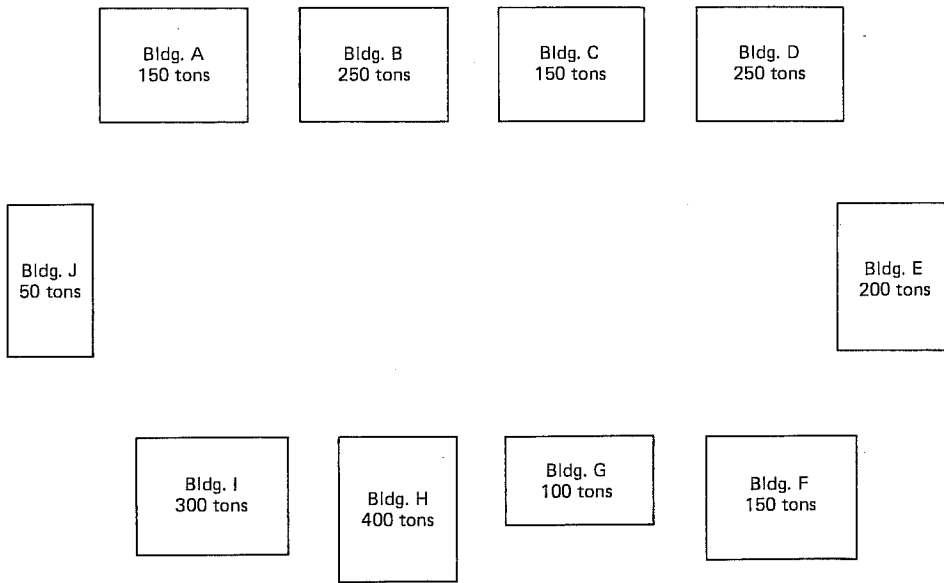 Bldg. A
150 tons
Bldg. B
250 tons
Bldg. C
150 tons
Bldg. D
250 tons
Bldg. J
50 tons
Bldg. E
200 tons
Bldg. I
300 tons
Bldg. H
400 tons
Bldg. G
100 tons
Bldg. F
150 tons